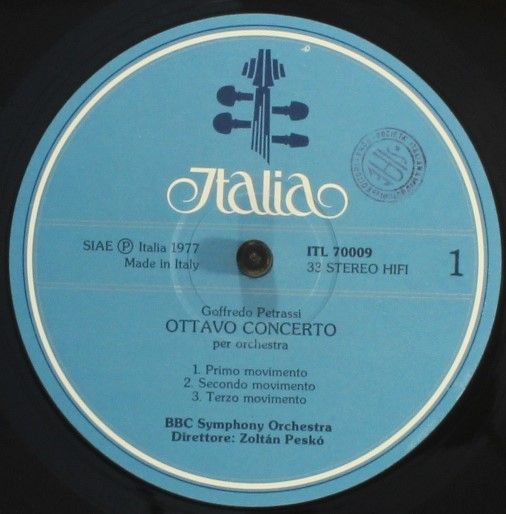 Italia
SIAE Ⓟ Italia 1977
Made in Italy
ITL 70009
33 STEREO HIFI
1
Goffredo Petrassi
OTTAVO CONCERTO
per orchestra
1. Primo movimento
2. Secondo movimento
3. Terzo movimento
BBC Symphony Orchestra
Direttore: Zoltán Peskó